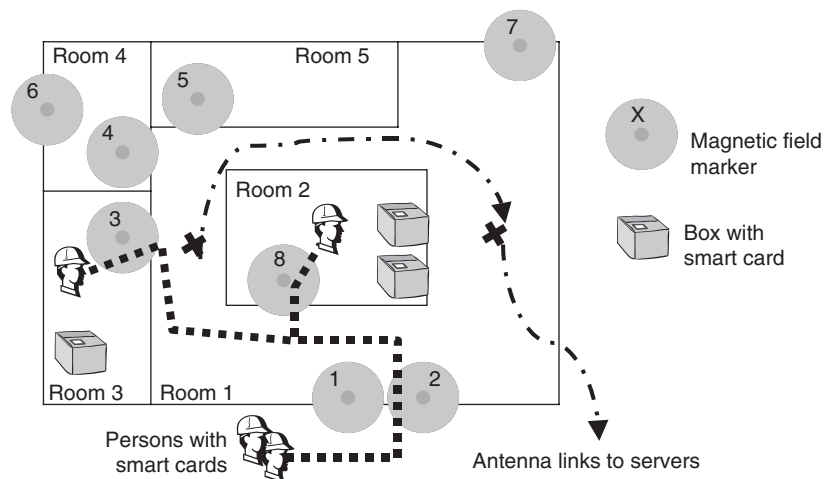 7
Room 4
Room 5
6
5
X
4
Magnetic field
marker
Room 2
3
8
Box with
smart card
1
2
Room 3
Room 1
Persons with
smart cards
Antenna links to servers